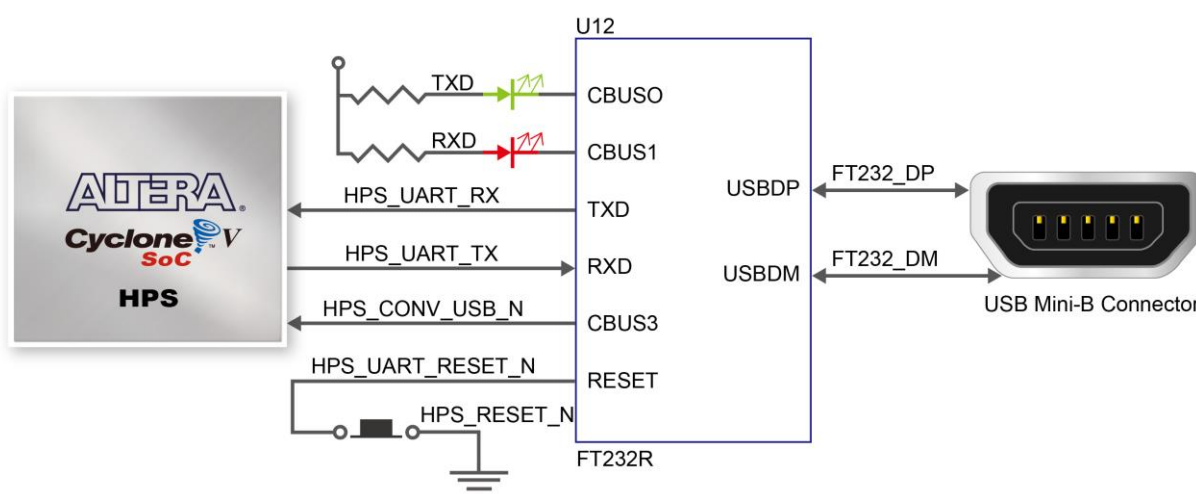 U12
TXD
CBUSO
RXD
CBUS1
ALTERA®
Cyclone™ V
SoC
HPS
HPS_UART_RX
TXD
HPS_UART_TX
RXD
HPS_CONV_USB_N
CBUS3
HPS_UART_RESET_N
RESET
HPS_RESET_N
FT232R
USBDP
FT232_DP
USBDM
FT232_DM
USB Mini-B Connector